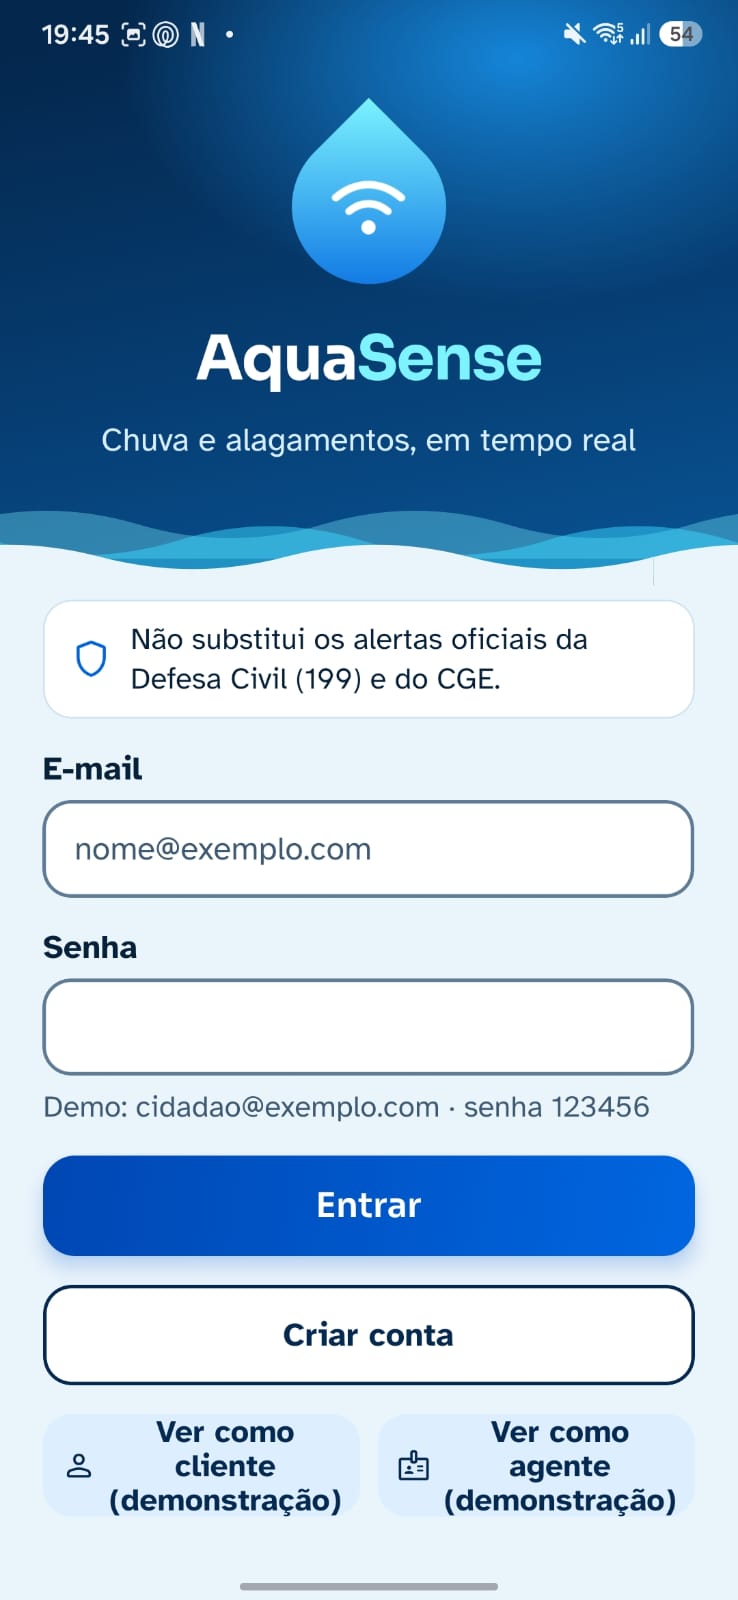 19:45
N
5
54
AquaSense
Chuva e alagamentos, em tempo real
Não substitui os alertas oficiais da
Defesa Civil (199) e do CGE.
E-mail
nome@exemplo.com
Senha
Demo: cidadao@exemplo.com · senha 123456
Entrar
Criar conta
Ver como
cliente
(demonstração)
Ver como
agente
(demonstração)